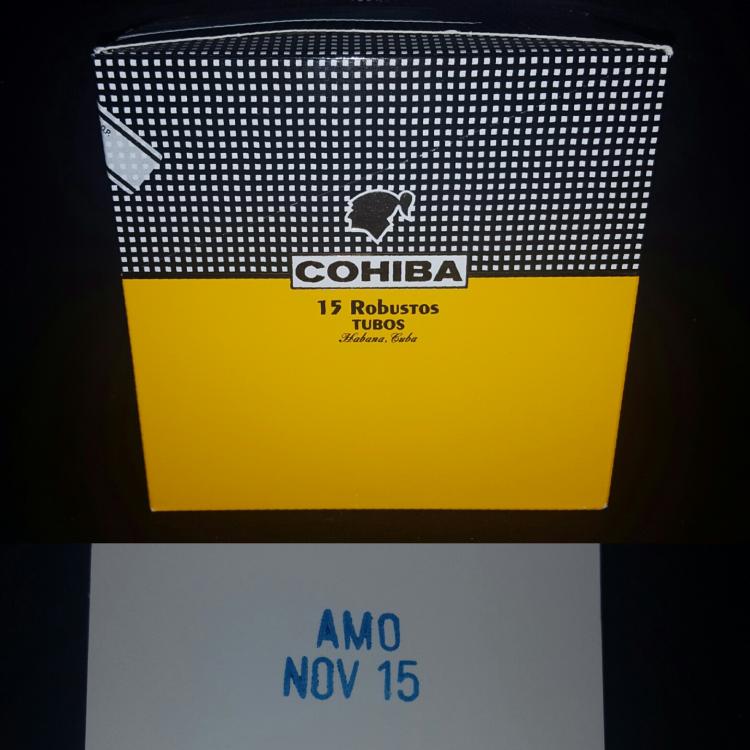 COHIBA
15 Robustos
TUBOS
Habana, Cuba
AMO
NOV 15